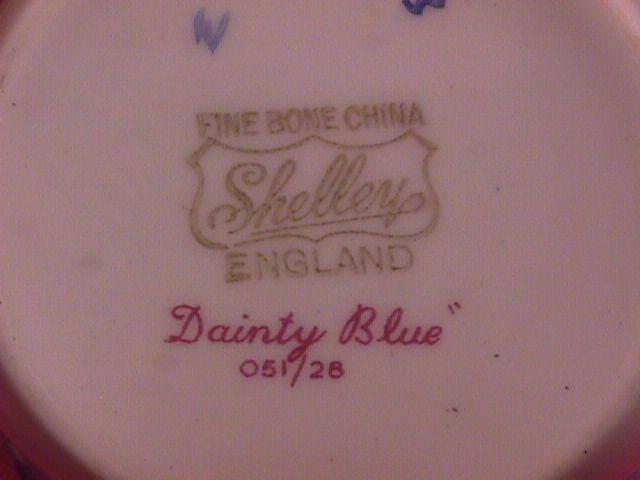 FINE BONE CHINA
Shelley
ENGLAND
Dainty Blue"
051/28